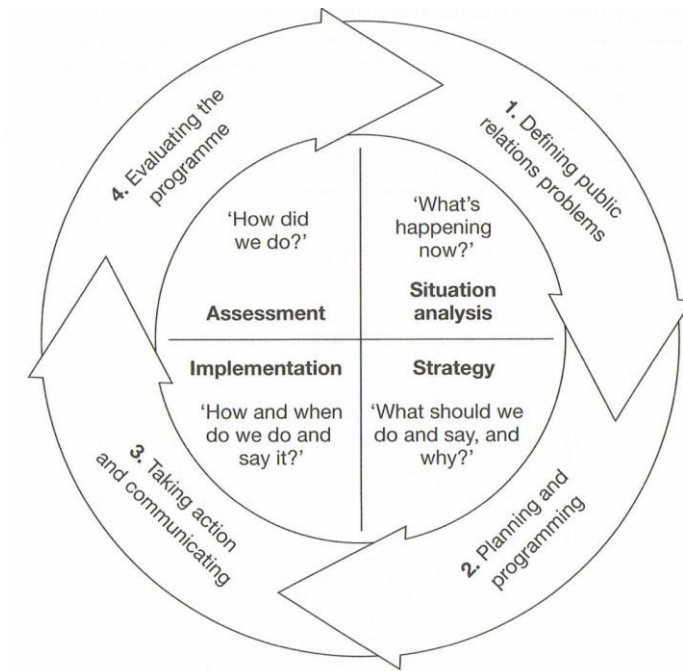 1. Defining public
relations problems
2. Planning and
programming
3. Taking action
and communicating
4. Evaluating the
programme
‘What’s
happening
now?’
Situation
analysis
Strategy
‘What should we
do and say, and
why?’
Implementation
‘How and when
do we do and
say it?’
‘How did
we do?’
Assessment